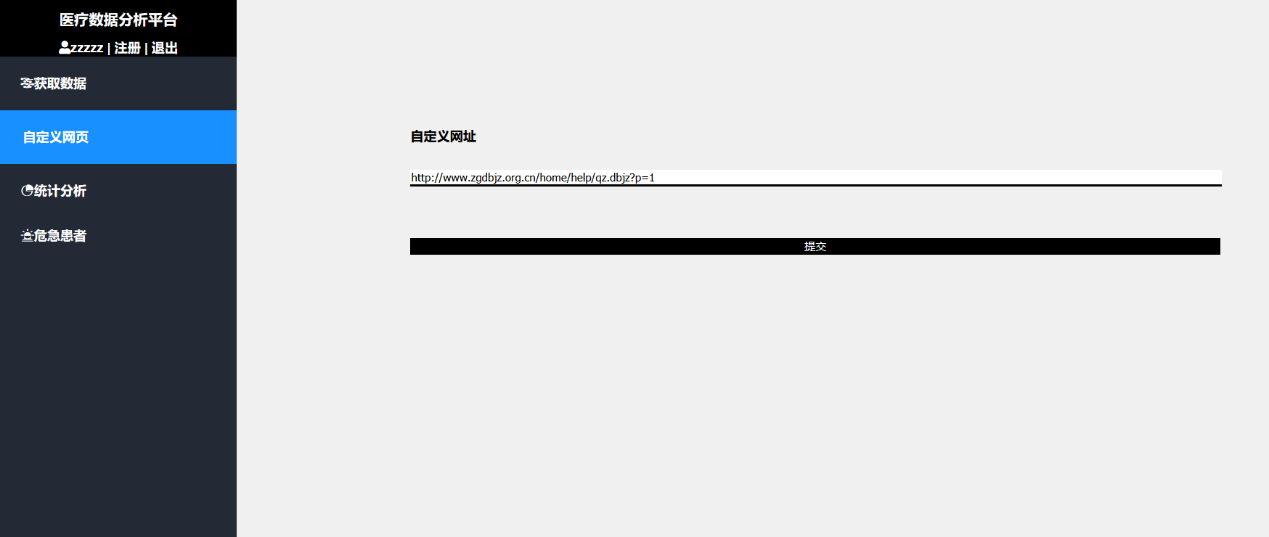 医疗数据分析平台
zzzzz | 注册 | 退出
获取数据
自定义网页
统计分析
危急患者
自定义网址
http://www.zgdbjz.org.cn/home/help/qz.dbjz?p=1
提交